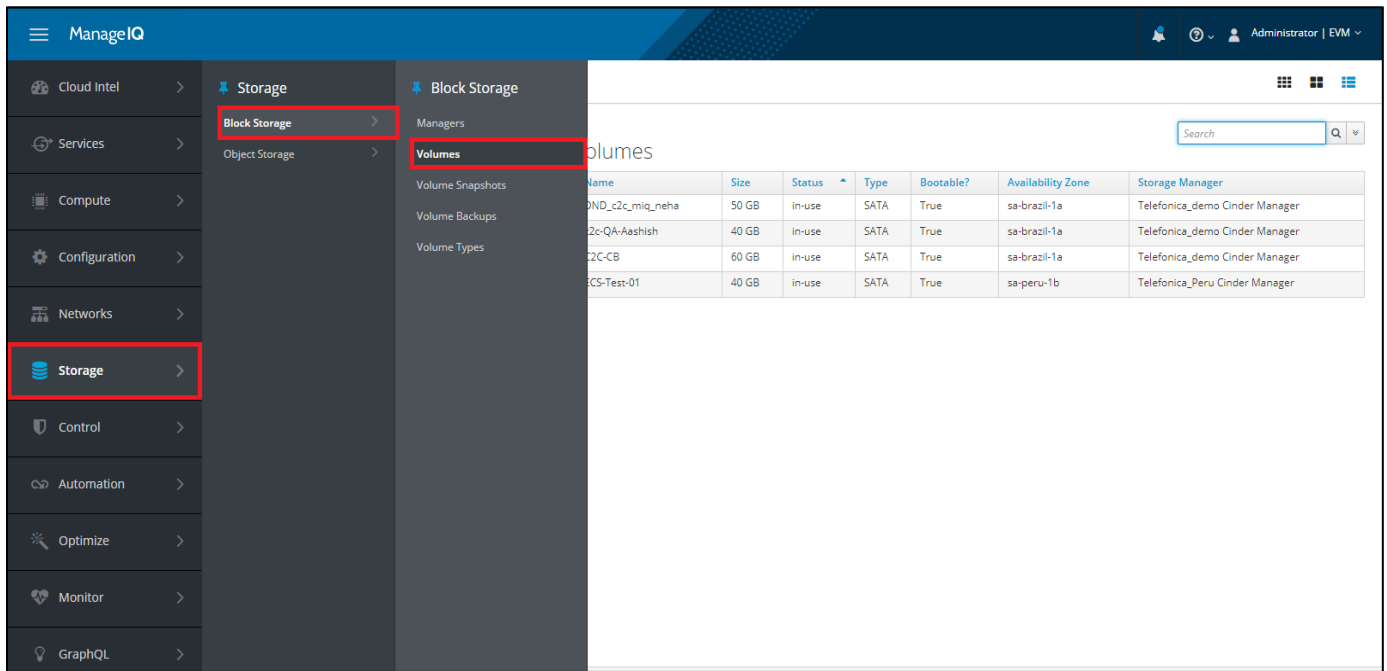 ManageIQ
Administrator | EVM
Cloud Intel
Services
Compute
Configuration
Networks
Storage
Control
Automation
Optimize
Monitor
GraphQL
Storage
Block Storage
Object Storage
Block Storage
Managers
Volumes
Volume Snapshots
Volume Backups
Volume Types
Search
olumes
Name Size Status Type Bootable? Availability Zone Storage Manager
DND_c2c_miq_neha 50 GB in-use SATA True sa-brazil-1a Telefonica_demo Cinder Manager
c2c-QA-Aashish 40 GB in-use SATA True sa-brazil-1a Telefonica_demo Cinder Manager
C2C-CB 60 GB in-use SATA True sa-brazil-1a Telefonica_demo Cinder Manager
ECS-Test-01 40 GB in-use SATA True sa-peru-1b Telefonica_Peru Cinder Manager